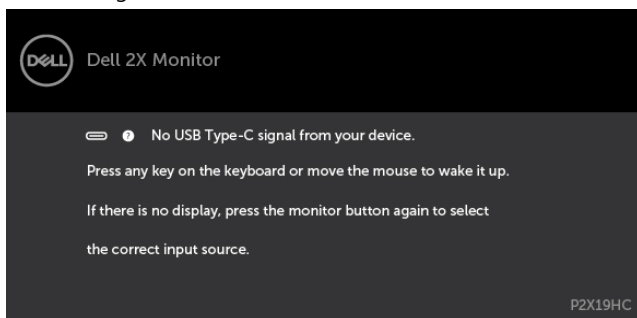 DELL
Dell 2X Monitor
No USB Type-C signal from your device.
Press any key on the keyboard or move the mouse to wake it up.
If there is no display, press the monitor button again to select
the correct input source.
P2X19HC